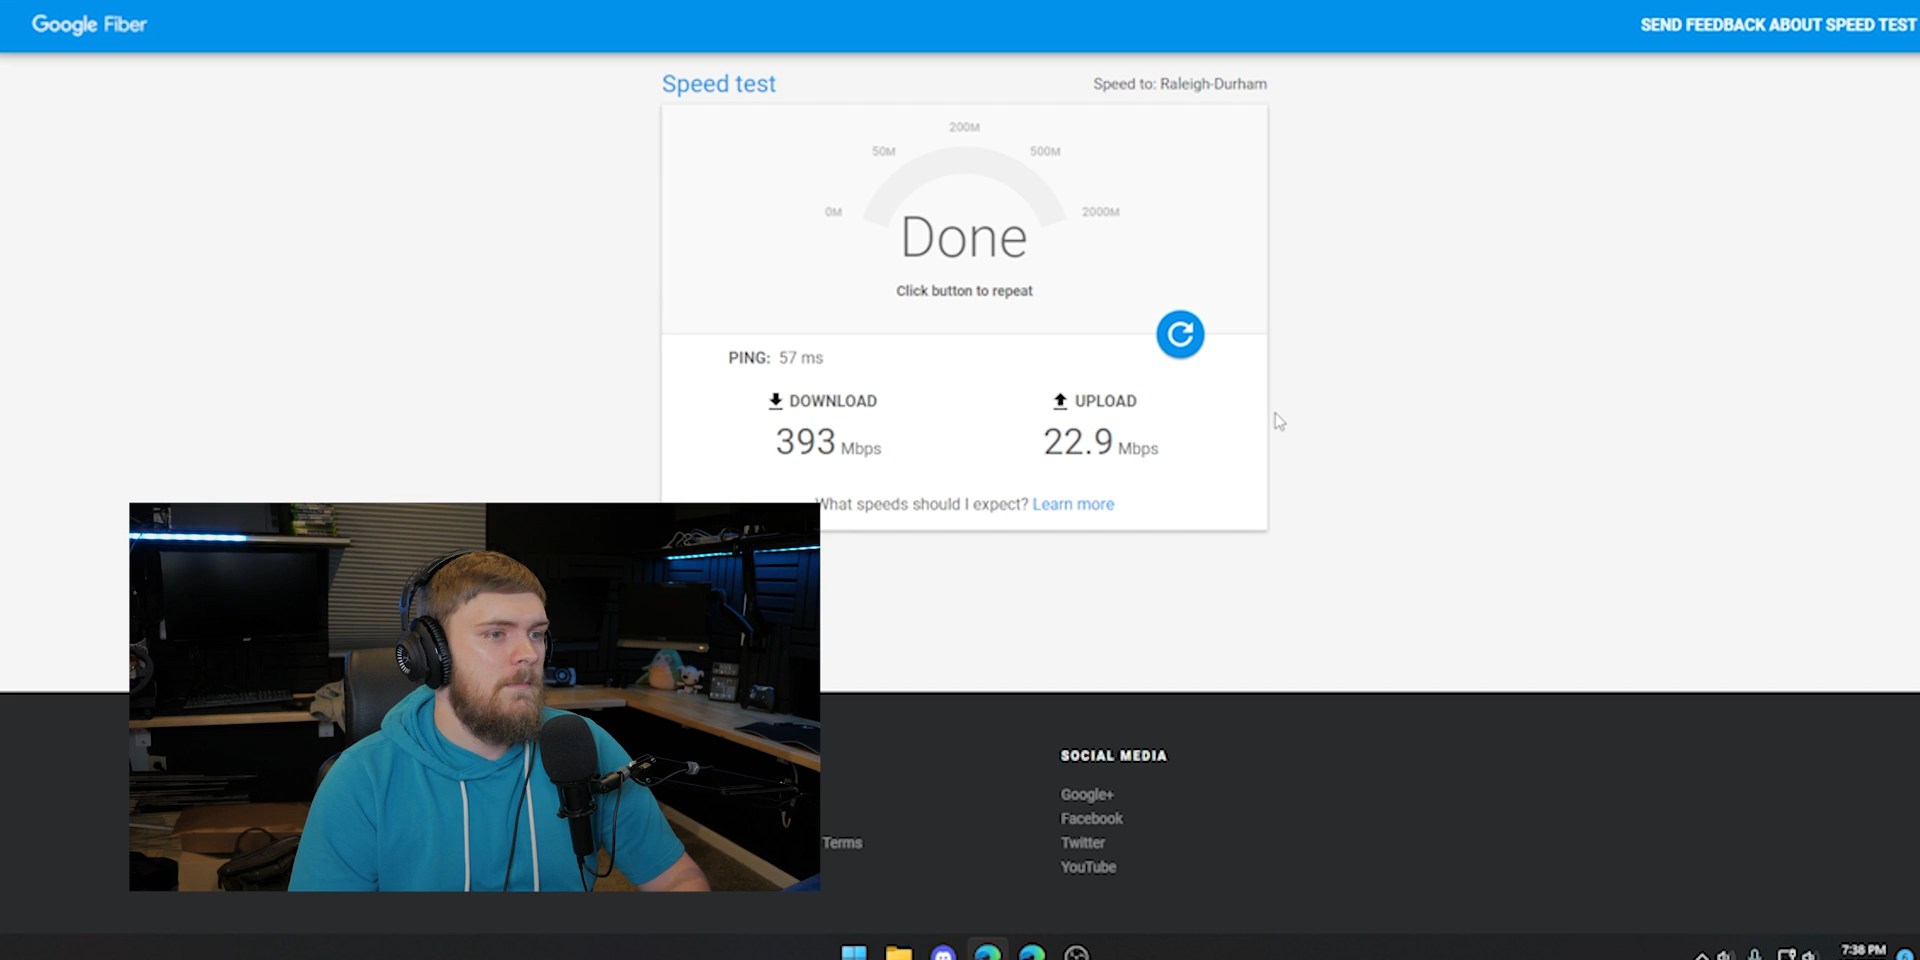 Google Fiber
SEND FEEDBACK ABOUT SPEED TEST
Speed test
Speed to: Raleigh-Durham
200M
50M
500M
0M
2000M
Done
Click button to repeat
PING: 57 ms
DOWNLOAD
UPLOAD
393 Mbps
22.9 Mbps
What speeds should I expect? Learn more
SOCIAL MEDIA
Google+
Facebook
Terms
Twitter
YouTube
7:38 PM